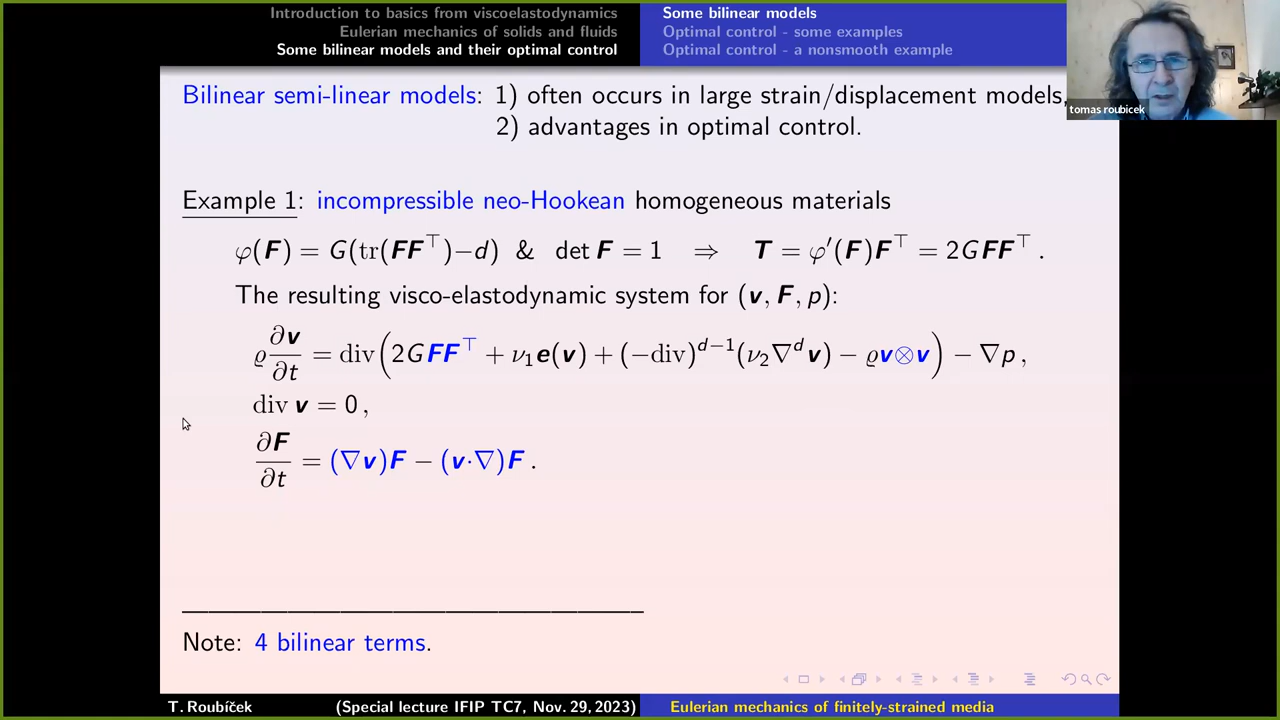 Introduction to basics from viscoelastodynamics
Eulerian mechanics of solids and fluids
Some bilinear models and their optimal control
Some bilinear models
Optimal control - some examples
Optimal control - a nonsmooth example
tomas roubicek
Bilinear semi-linear models: 1) often occurs in large strain/displacement models,
2) advantages in optimal control.
Example 1: incompressible neo-Hookean homogeneous materials
φ(F) = G(tr(FF⊤)−d) & det F = 1 ⇒ T = φ′(F)F⊤ = 2GFF⊤ .
The resulting visco-elastodynamic system for (v, F, p):
ϱ ∂v/∂t = div(2GFF⊤ + ν₁e(v) + (−div)ᵈ⁻¹(ν₂∇ᵈv) − ϱv⊗v) − ∇p ,
div v = 0 ,
∂F/∂t = (∇v)F − (v·∇)F .
Note: 4 bilinear terms.
T. Roubíček (Special lecture IFIP TC7, Nov. 29, 2023) Eulerian mechanics of finitely-strained media